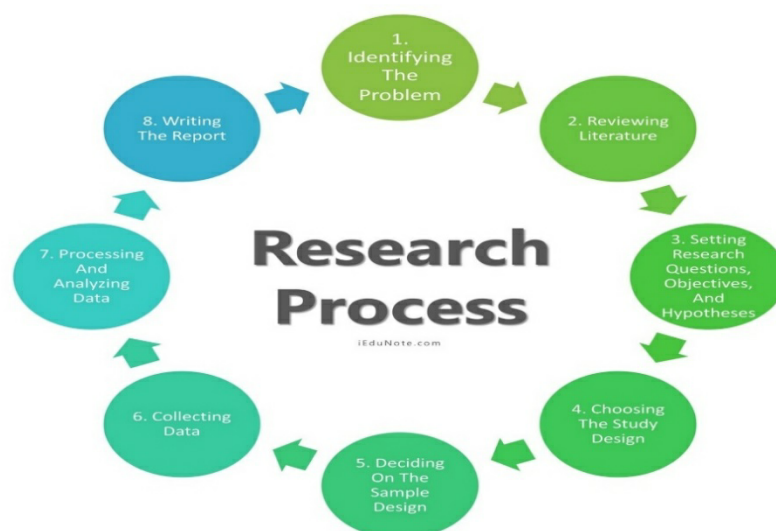 1.
Identifying
The
Problem
2. Reviewing
Literature
3. Setting
Research
Questions,
Objectives,
And
Hypotheses
4. Choosing
The Study
Design
5. Deciding
On The
Sample
Design
6. Collecting
Data
7. Processing
And
Analyzing
Data
8. Writing
The Report
Research
Process
iEduNote.com